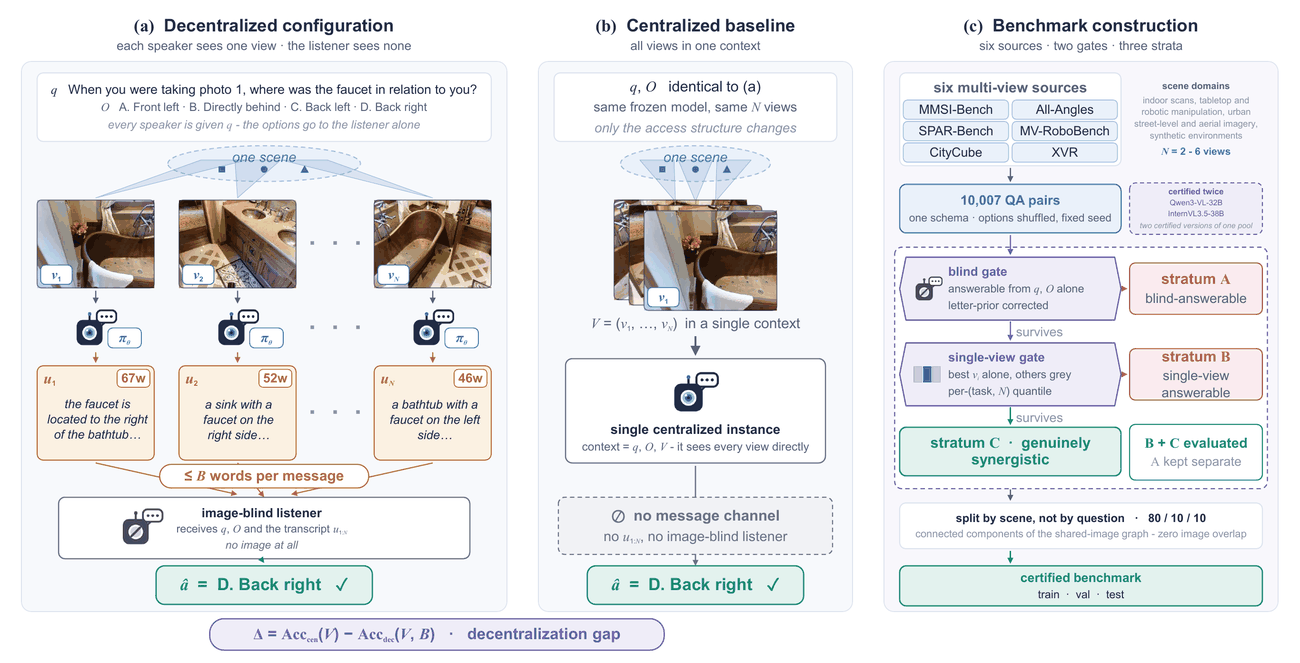 (a) Decentralized configuration
each speaker sees one view · the listener sees none
q When you were taking photo 1, where was the faucet in relation to you?
O A. Front left · B. Directly behind · C. Back left · D. Back right
every speaker is given q - the options go to the listener alone
one scene
v₁
v₂
v_N
π_θ
π_θ
π_θ
u₁ 67w
the faucet is
located to the right
of the bathtub…
u₂ 52w
a sink with a
faucet on the
right side…
u_N 46w
a bathtub with a
faucet on the left
side…
≤ B words per message
image-blind listener
receives q, O and the transcript u_1:N
no image at all
â = D. Back right ✓
(b) Centralized baseline
all views in one context
q, O identical to (a)
same frozen model, same N views
only the access structure changes
one scene
v₁
V = (v₁, …, v_N) in a single context
single centralized instance
context = q, O, V - it sees every view directly
no message channel
no u_1:N, no image-blind listener
â = D. Back right ✓
Δ = Acc_cen(V) − Acc_dec(V, B) · decentralization gap
(c) Benchmark construction
six sources · two gates · three strata
six multi-view sources
MMSI-Bench
All-Angles
SPAR-Bench
MV-RoboBench
CityCube
XVR
scene domains
indoor scans, tabletop and
robotic manipulation, urban
street-level and aerial imagery,
synthetic environments
N = 2 - 6 views
10,007 QA pairs
one schema · options shuffled, fixed seed
certified twice
Qwen3-VL-32B
InternVL3.5-38B
two certified versions of one pool
blind gate
answerable from q, O alone
letter-prior corrected
stratum A
blind-answerable
survives
single-view gate
best v_i alone, others grey
per-(task, N) quantile
stratum B
single-view
answerable
survives
stratum C · genuinely
synergistic
B + C evaluated
A kept separate
split by scene, not by question · 80 / 10 / 10
connected components of the shared-image graph - zero image overlap
certified benchmark
train · val · test